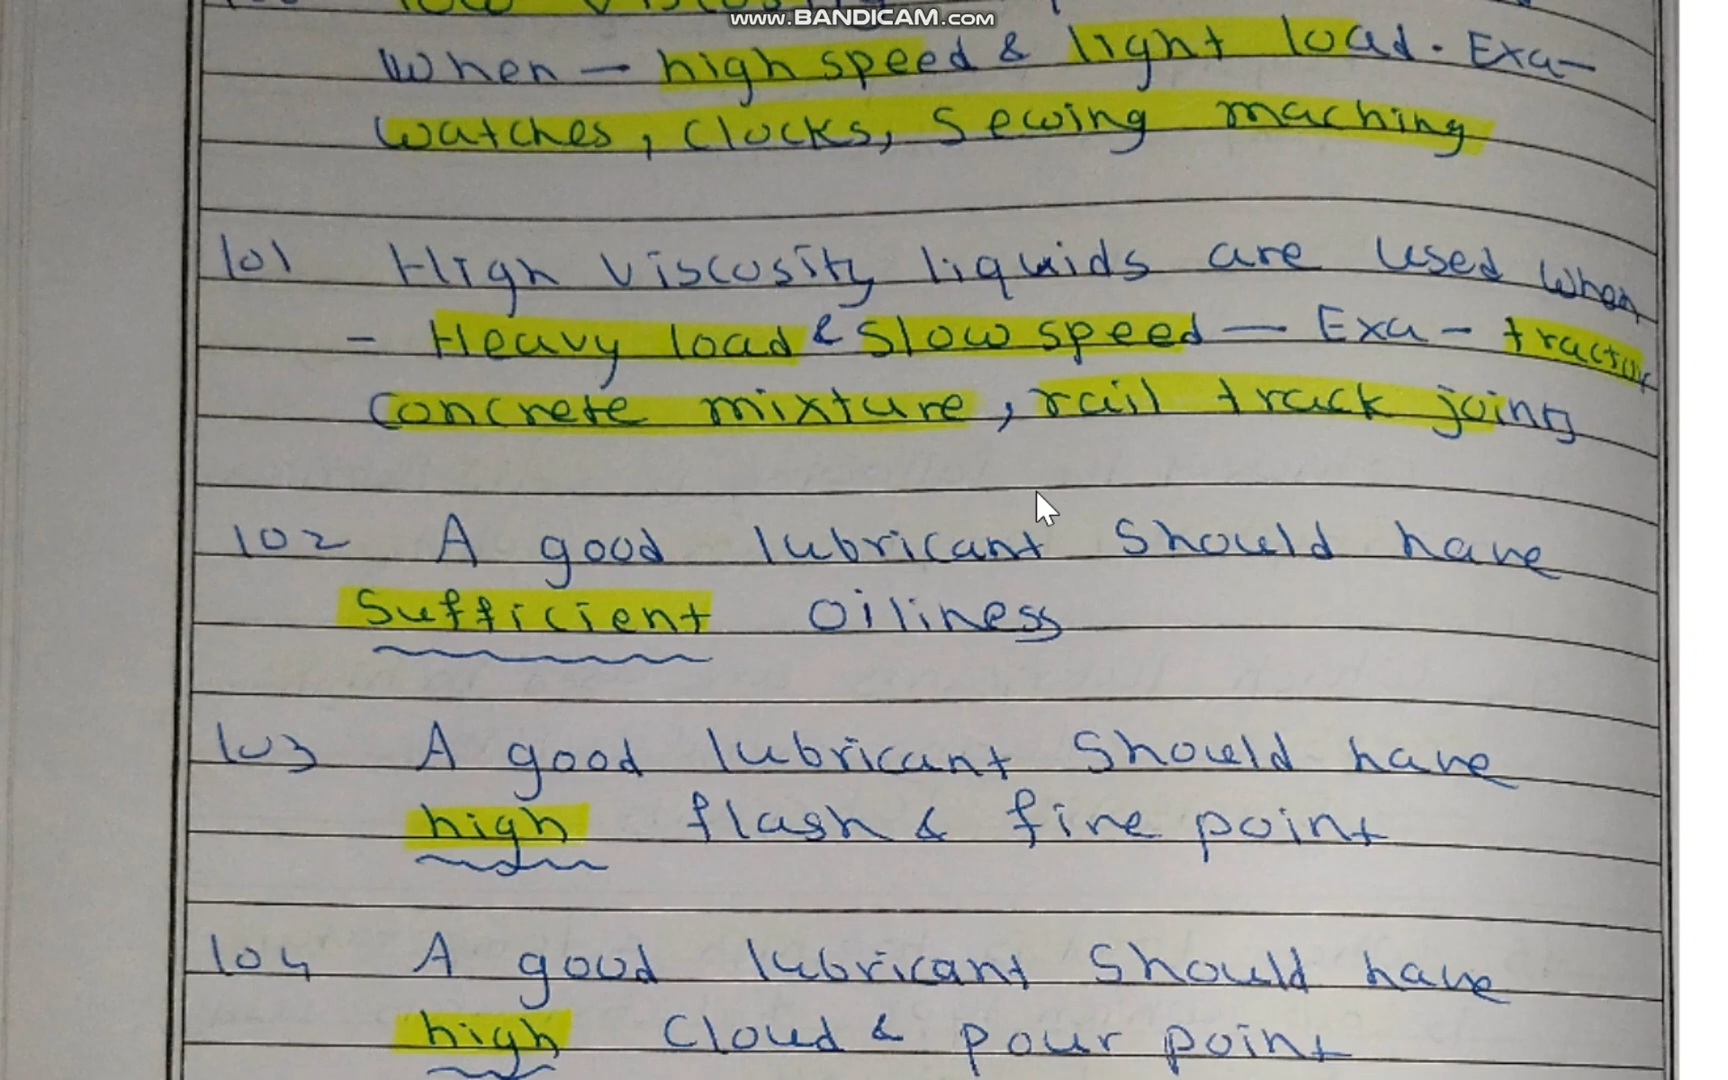 WWW.BANDICAM.COM
When - high speed & light load. Exa-
Watches, Clocks, Sewing maching
101 High viscosity liquids are used when
- Heavy load & slow speed — Exa - tractor
Concrete mixture, rail track joints
102 A good lubricant should have
Sufficient oiliness
103 A good lubricant should have
high flash & fire point
104 A good lubricant should have
high Cloud & pour point